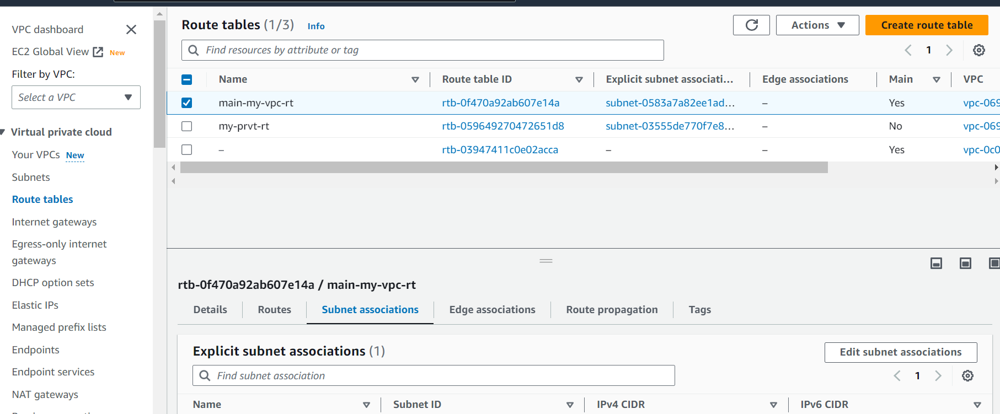 VPC dashboard
EC2 Global View New
Filter by VPC:
Select a VPC
Virtual private cloud
Your VPCs New
Subnets
Route tables
Internet gateways
Egress-only internet
gateways
DHCP option sets
Elastic IPs
Managed prefix lists
Endpoints
Endpoint services
NAT gateways
Route tables (1/3) Info
Actions
Create route table
Find resources by attribute or tag
1
Name Route table ID Explicit subnet associati... Edge associations Main VPC
main-my-vpc-rt rtb-0f470a92ab607e14a subnet-0583a7a82ee1ad... – Yes vpc-069
my-prvt-rt rtb-059649270472651d8 subnet-03555de770f7e8... – No vpc-069
– rtb-03947411c0e02acca – – Yes vpc-0c0
rtb-0f470a92ab607e14a / main-my-vpc-rt
Details Routes Subnet associations Edge associations Route propagation Tags
Explicit subnet associations (1)
Edit subnet associations
Find subnet association
1
Name Subnet ID IPv4 CIDR IPv6 CIDR